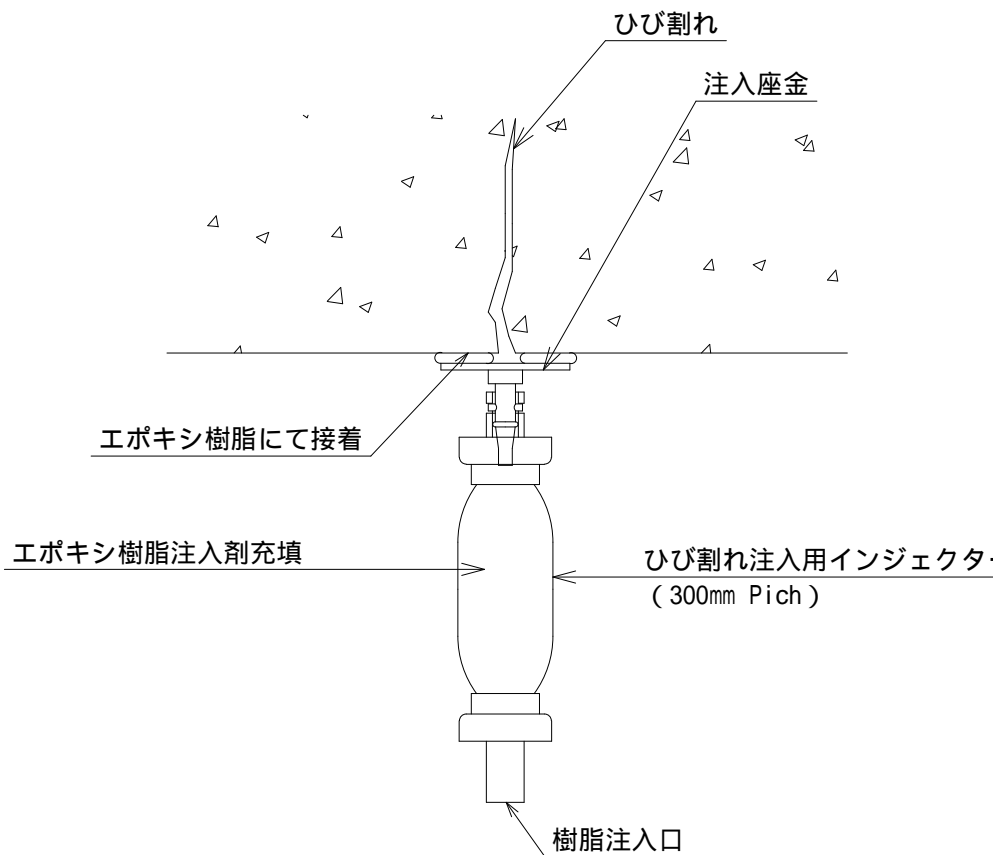 ひび割れ
注入座金
エポキシ樹脂にて接着
エポキシ樹脂注入剤充填
ひび割れ注入用インジェクター
(300mm Pich)
樹脂注入口